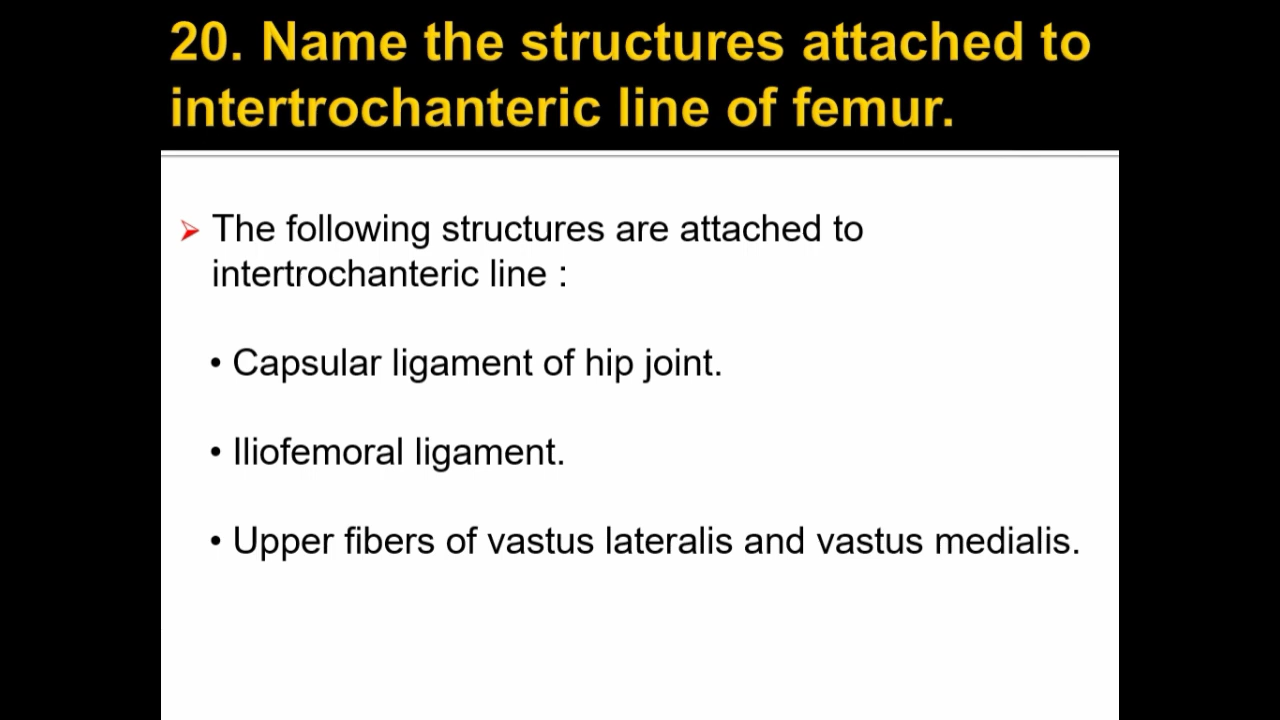 20. Name the structures attached to
intertrochanteric line of femur.
➢ The following structures are attached to
intertrochanteric line :
• Capsular ligament of hip joint.
• Iliofemoral ligament.
• Upper fibers of vastus lateralis and vastus medialis.